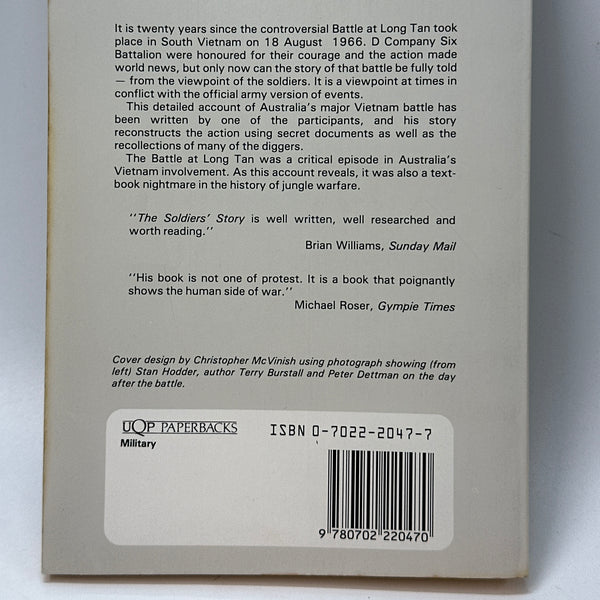 It is twenty years since the controversial Battle at Long Tan took
place in South Vietnam on 18 August 1966. D Company Six
Battalion were honoured for their courage and the action made
world news, but only now can the story of that battle be fully told
— from the viewpoint of the soldiers. It is a viewpoint at times in
conflict with the official army version of events.
This detailed account of Australia's major Vietnam battle has
been written by one of the participants, and his story
reconstructs the action using secret documents as well as the
recollections of many of the diggers.
The Battle at Long Tan was a critical episode in Australia's
Vietnam involvement. As this account reveals, it was also a text-
book nightmare in the history of jungle warfare.
''The Soldiers' Story is well written, well researched and
worth reading.''
Brian Williams, Sunday Mail
''His book is not one of protest. It is a book that poignantly
shows the human side of war.''
Michael Roser, Gympie Times
Cover design by Christopher McVinish using photograph showing (from
left) Stan Hodder, author Terry Burstall and Peter Dettman on the day
after the battle.
UQP PAPERBACKS
Military
ISBN 0-7022-2047-7
9 780702 220470